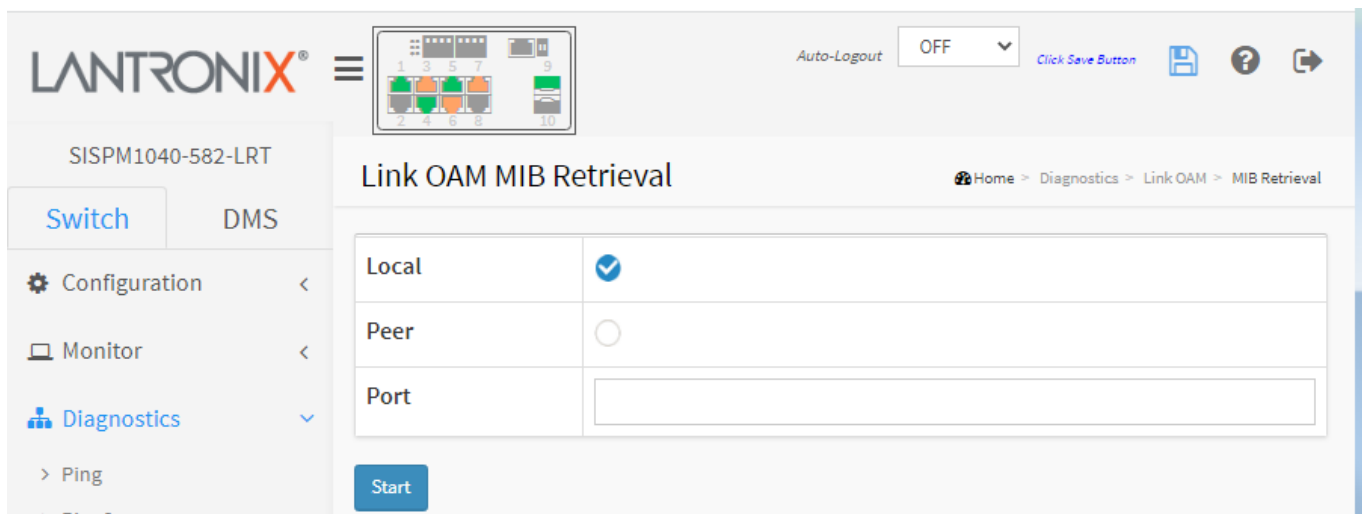 LANTRONIX®
1 3 5 7 9
2 4 6 8 10
Auto-Logout OFF Click Save Button
SISPM1040-582-LRT
Switch DMS
Configuration
Monitor
Diagnostics
> Ping
Link OAM MIB Retrieval
Home > Diagnostics > Link OAM > MIB Retrieval
Local
Peer
Port
Start